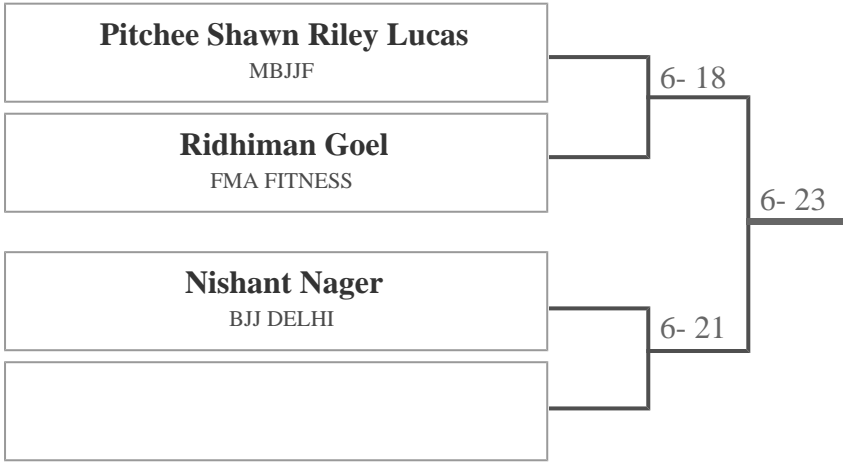 Pitchee Shawn Riley Lucas
MBJJF
6- 18
Ridhiman Goel
FMA FITNESS
6- 23
Nishant Nager
BJJ DELHI
6- 21